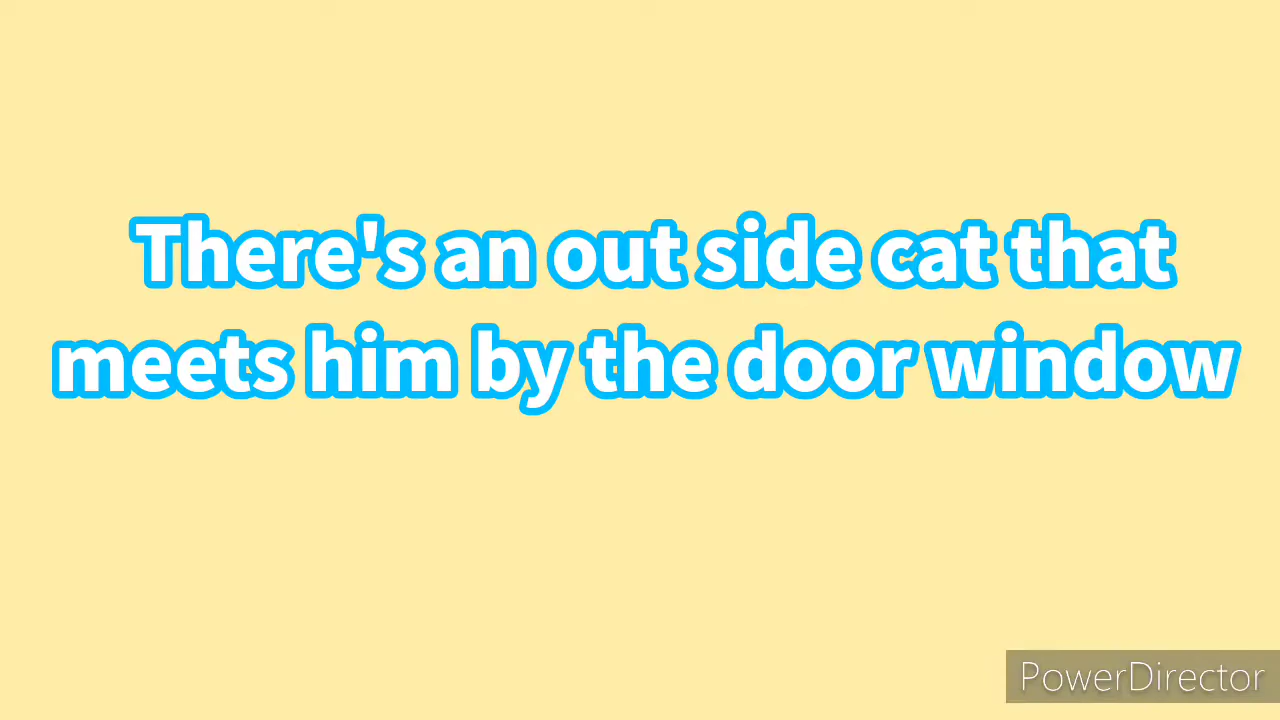 There's an out side cat that
meets him by the door window
PowerDirector